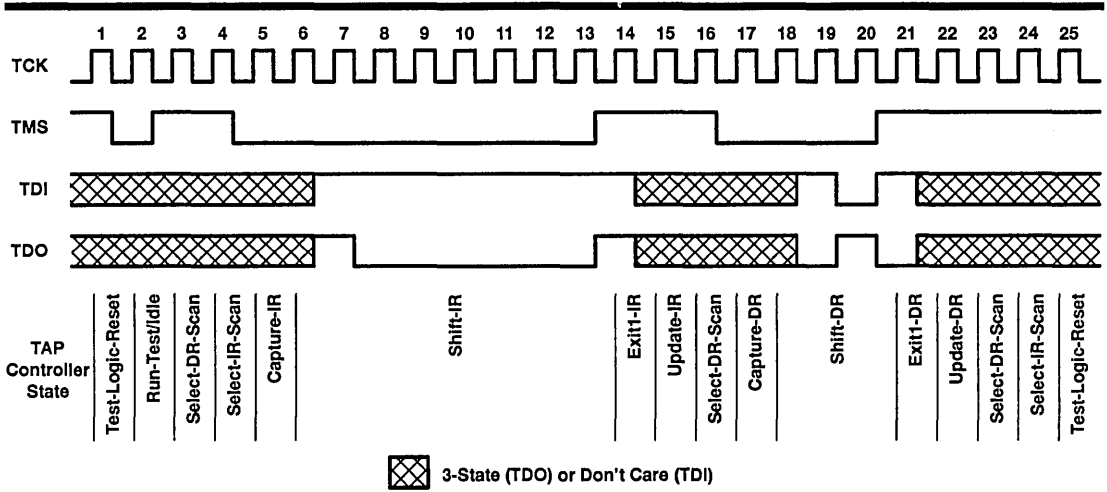 1 2 3 4 5 6 7 8 9 10 11 12 13 14 15 16 17 18 19 20 21 22 23 24 25
TCK
TMS
TDI
TDO
TAP
Controller
State
Test-Logic-Reset
Run-Test/Idle
Select-DR-Scan
Select-IR-Scan
Capture-IR
Shift-IR
Exit1-IR
Update-IR
Select-DR-Scan
Capture-DR
Shift-DR
Exit1-DR
Update-DR
Select-DR-Scan
Select-IR-Scan
Test-Logic-Reset
3-State (TDO) or Don't Care (TDI)